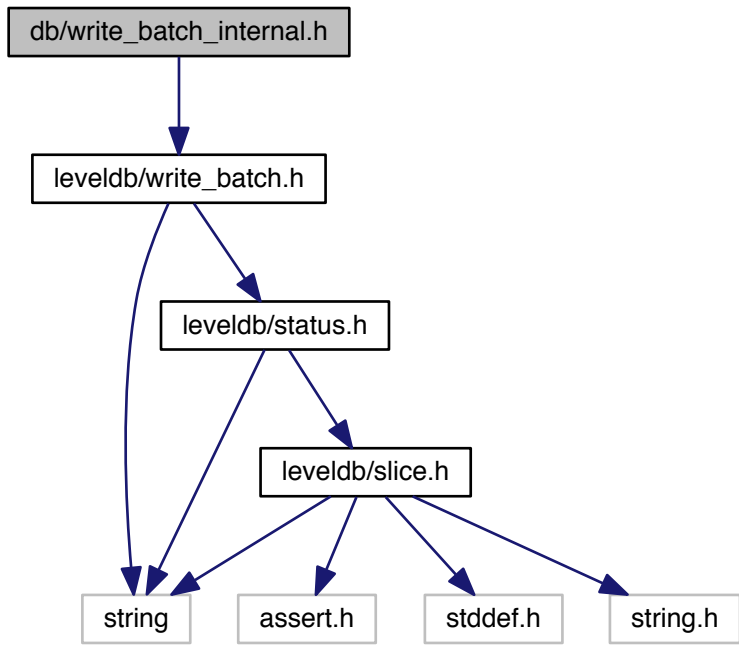 db/write_batch_internal.h
leveldb/write_batch.h
leveldb/status.h
leveldb/slice.h
string
assert.h
stddef.h
string.h